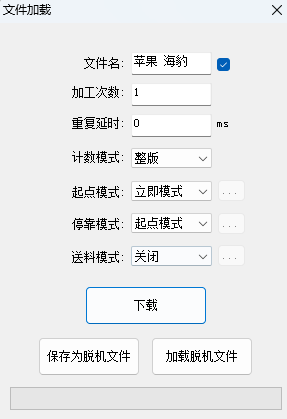 文件加载
文件名: 苹果 海豹
加工次数: 1
重复延时: 0 ms
计数模式: 整版
起点模式: 立即模式 ...
停靠模式: 起点模式 ...
送料模式: 关闭 ...
下载
保存为脱机文件 加载脱机文件